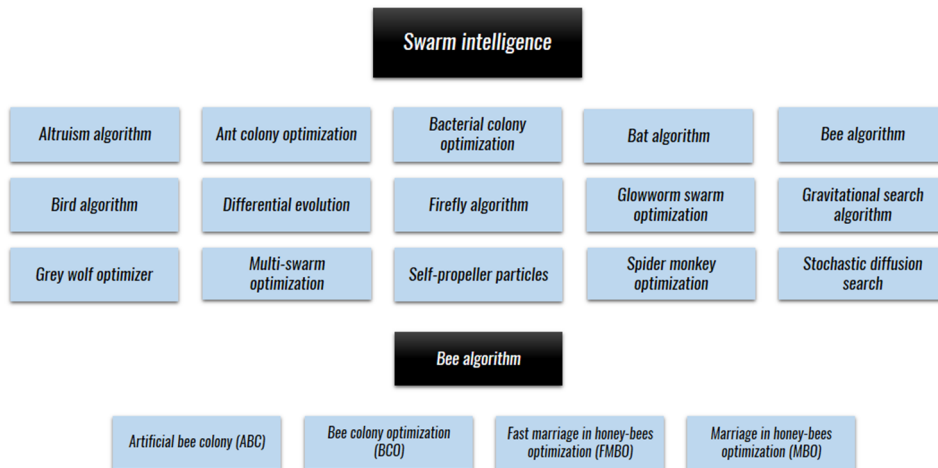 Swarm intelligence
Altruism algorithm
Ant colony optimization
Bacterial colony
optimization
Bat algorithm
Bee algorithm
Bird algorithm
Differential evolution
Firefly algorithm
Glowworm swarm
optimization
Gravitational search
algorithm
Grey wolf optimizer
Multi-swarm
optimization
Self-propeller particles
Spider monkey
optimization
Stochastic diffusion
search
Bee algorithm
Artificial bee colony (ABC)
Bee colony optimization
(BCO)
Fast marriage in honey-bees
optimization (FMBO)
Marriage in honey-bees
optimization (MBO)